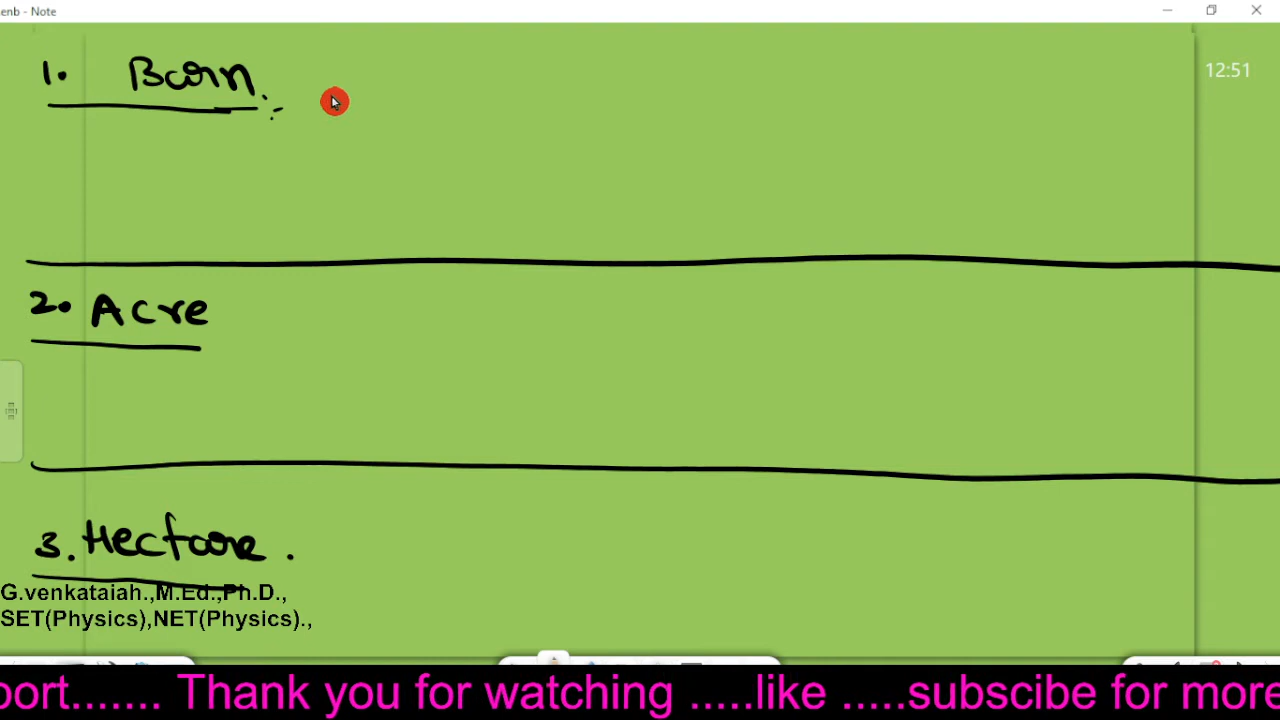 enb - Note
12:51
1. Barn :-
2. Acre
3. Hectare .
G.venkataiah.,M.Ed.,Ph.D.,
SET(Physics),NET(Physics).,
port....... Thank you for watching .....like .....subscibe for more